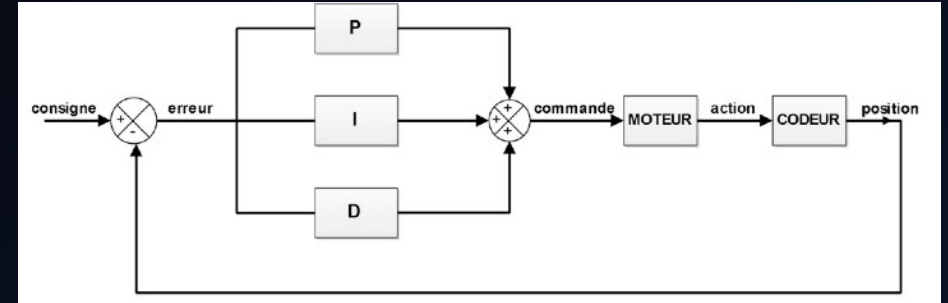 P
consigne
+
-
erreur
I
+
+
+
commande
MOTEUR
action
CODEUR
position
D